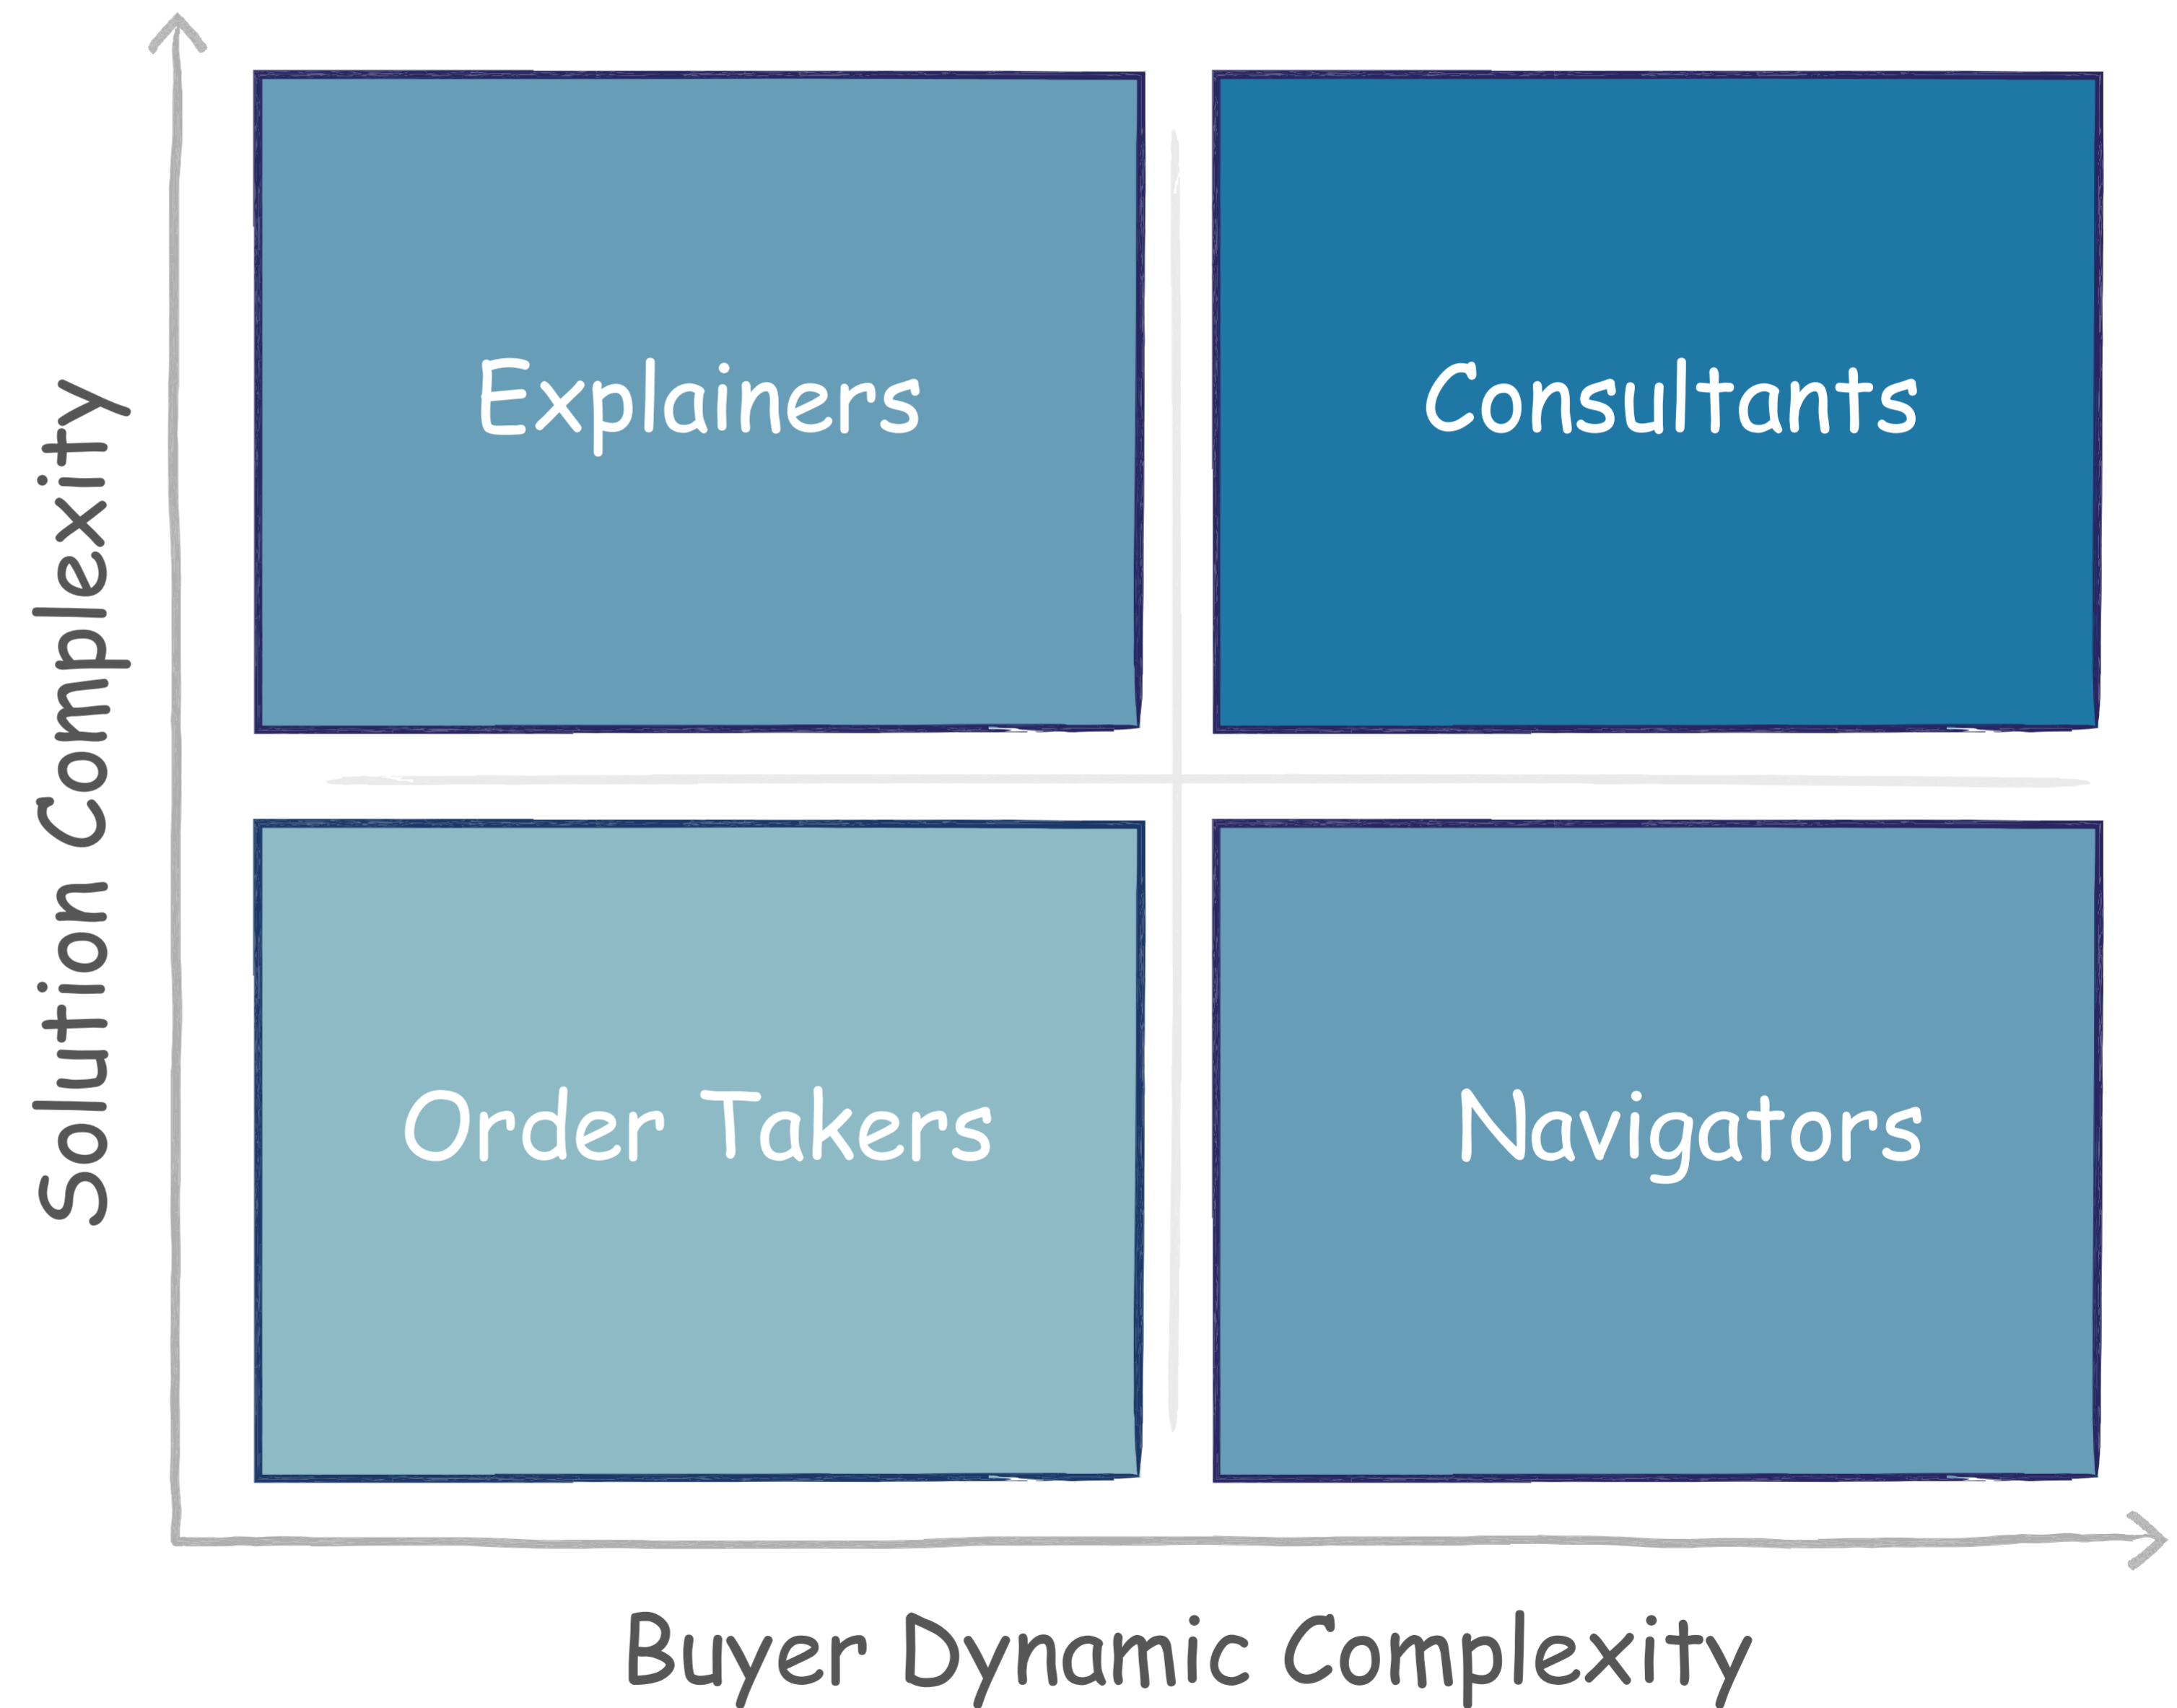 Solution Complexity
Explainers
Consultants
Order Takers
Navigators
Buyer Dynamic Complexity